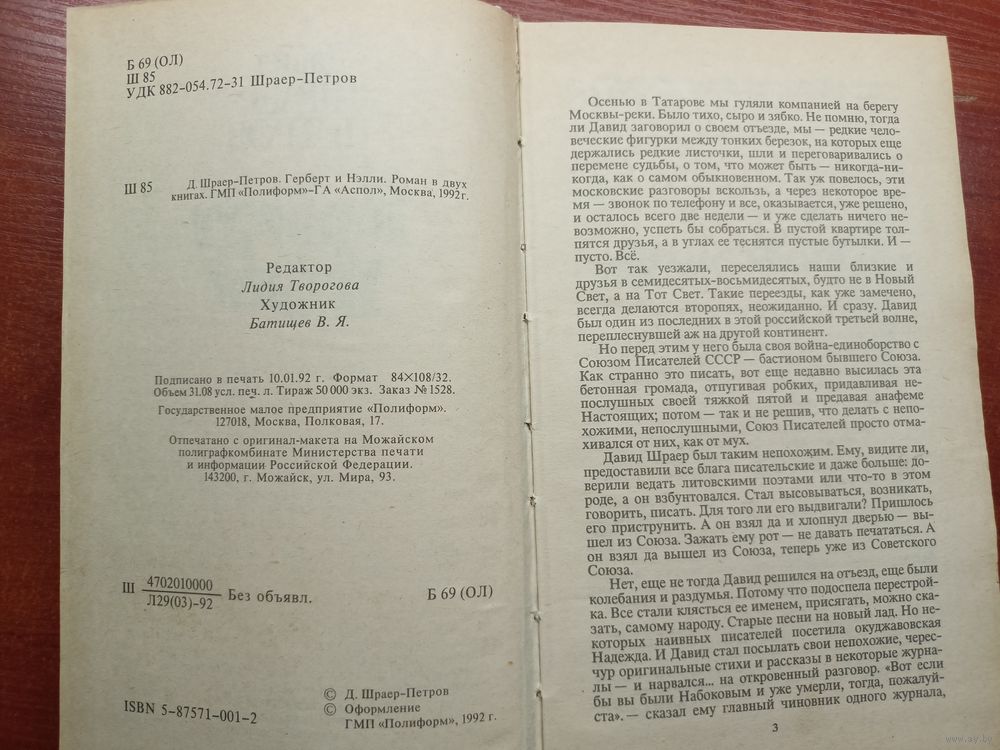 Б 69 (ОЛ)
Ш 85
УДК 882-054.72-31 Шраер-Петров
Ш 85
Д. Шраер-Петров. Герберт и Нэлли. Роман в двух
книгах. ГМП «Полиформ»-ГА «Аспол», Москва, 1992 г.
Редактор
Лидия Творогова
Художник
Батищев В. Я.
Подписано в печать 10.01.92 г. Формат 84×108/32.
Объем 31.08 усл. печ. л. Тираж 50 000 экз. Заказ № 1528.
Государственное малое предприятие «Полиформ».
127018, Москва, Полковая, 17.
Отпечатано с оригинал-макета на Можайском
полиграфкомбинате Министерства печати
и информации Российской Федерации.
143200, г. Можайск, ул. Мира, 93.
Ш 4702010000
Л29(03)-92 Без объявл.
Б 69 (ОЛ)
ISBN 5-87571-001-2
© Д. Шраер-Петров
© Оформление
ГМП «Полиформ», 1992 г.
Осенью в Татарове мы гуляли компанией на берегу
Москвы-реки. Было тихо, сыро и зябко. Не помню, тогда
ли Давид заговорил о своем отъезде, мы — редкие чело-
веческие фигурки между тонких березок, на которых еще
держались редкие листочки, шли и переговаривались о
перемене судьбы, о том, что может быть — никогда-ни-
когда, как о самом обыкновенном. Так уж повелось, эти
московские разговоры вскользь, а через некоторое вре-
мя — звонок по телефону и все, оказывается, уже решено,
и осталось всего две недели — и уже сделать ничего не-
возможно, успеть бы собраться. В пустой квартире тол-
пятся друзья, а в углах ее теснятся пустые бутылки. И —
пусто. Всё.
Вот так уезжали, переселялись наши близкие и
друзья в семидесятых-восьмидесятых, будто не в Новый
Свет, а на Тот Свет. Такие переезды, как уже замечено,
всегда делаются второпях, неожиданно. И сразу. Давид
был один из последних в этой российской третьей волне,
переплеснувшей аж на другой континент.
Но перед этим у него была своя война-единоборство с
Союзом Писателей СССР — бастионом бывшего Союза.
Как странно это писать, вот еще недавно высилась эта
бетонная громада, отпугивая робких, придавливая не-
послушных своей тяжкой пятой и предавая анафеме
Настоящих; потом — так и не решив, что делать с непо-
хожими, непослушными, Союз Писателей просто отма-
хивался от них, как от мух.
Давид Шраер был таким непохожим. Ему, видите ли,
предоставили все блага писательские и даже больше: до-
верили ведать литовскими поэтами или что-то в этом
роде, а он взбунтовался. Стал высовываться, возникать,
говорить, писать. Для того ли его выдвигали? Пришлось
его приструнить. А он взял да и хлопнул дверью — вы-
шел из Союза. Зажать ему рот — не давать печататься. А
он взял да вышел из Союза, теперь уже из Советского
Союза.
Нет, еще не тогда Давид решился на отъезд, еще были
колебания и раздумья. Потому что подоспела перестрой-
ка. Все стали клясться ее именем, присягать, можно ска-
зать, самому народу. Старые песни на новый лад. Но не-
которых наивных писателей посетила окуджавовская
Надежда. И Давид стал посылать свои непохожие, черес-
чур оригинальные стихи и рассказы в некоторые журна-
лы — и нарвался... на откровенный разговор. «Вот если
бы вы были Набоковым и уже умерли, тогда, пожалуй-
ста». — сказал ему главный чиновник одного журнала,
3
www.ay.by